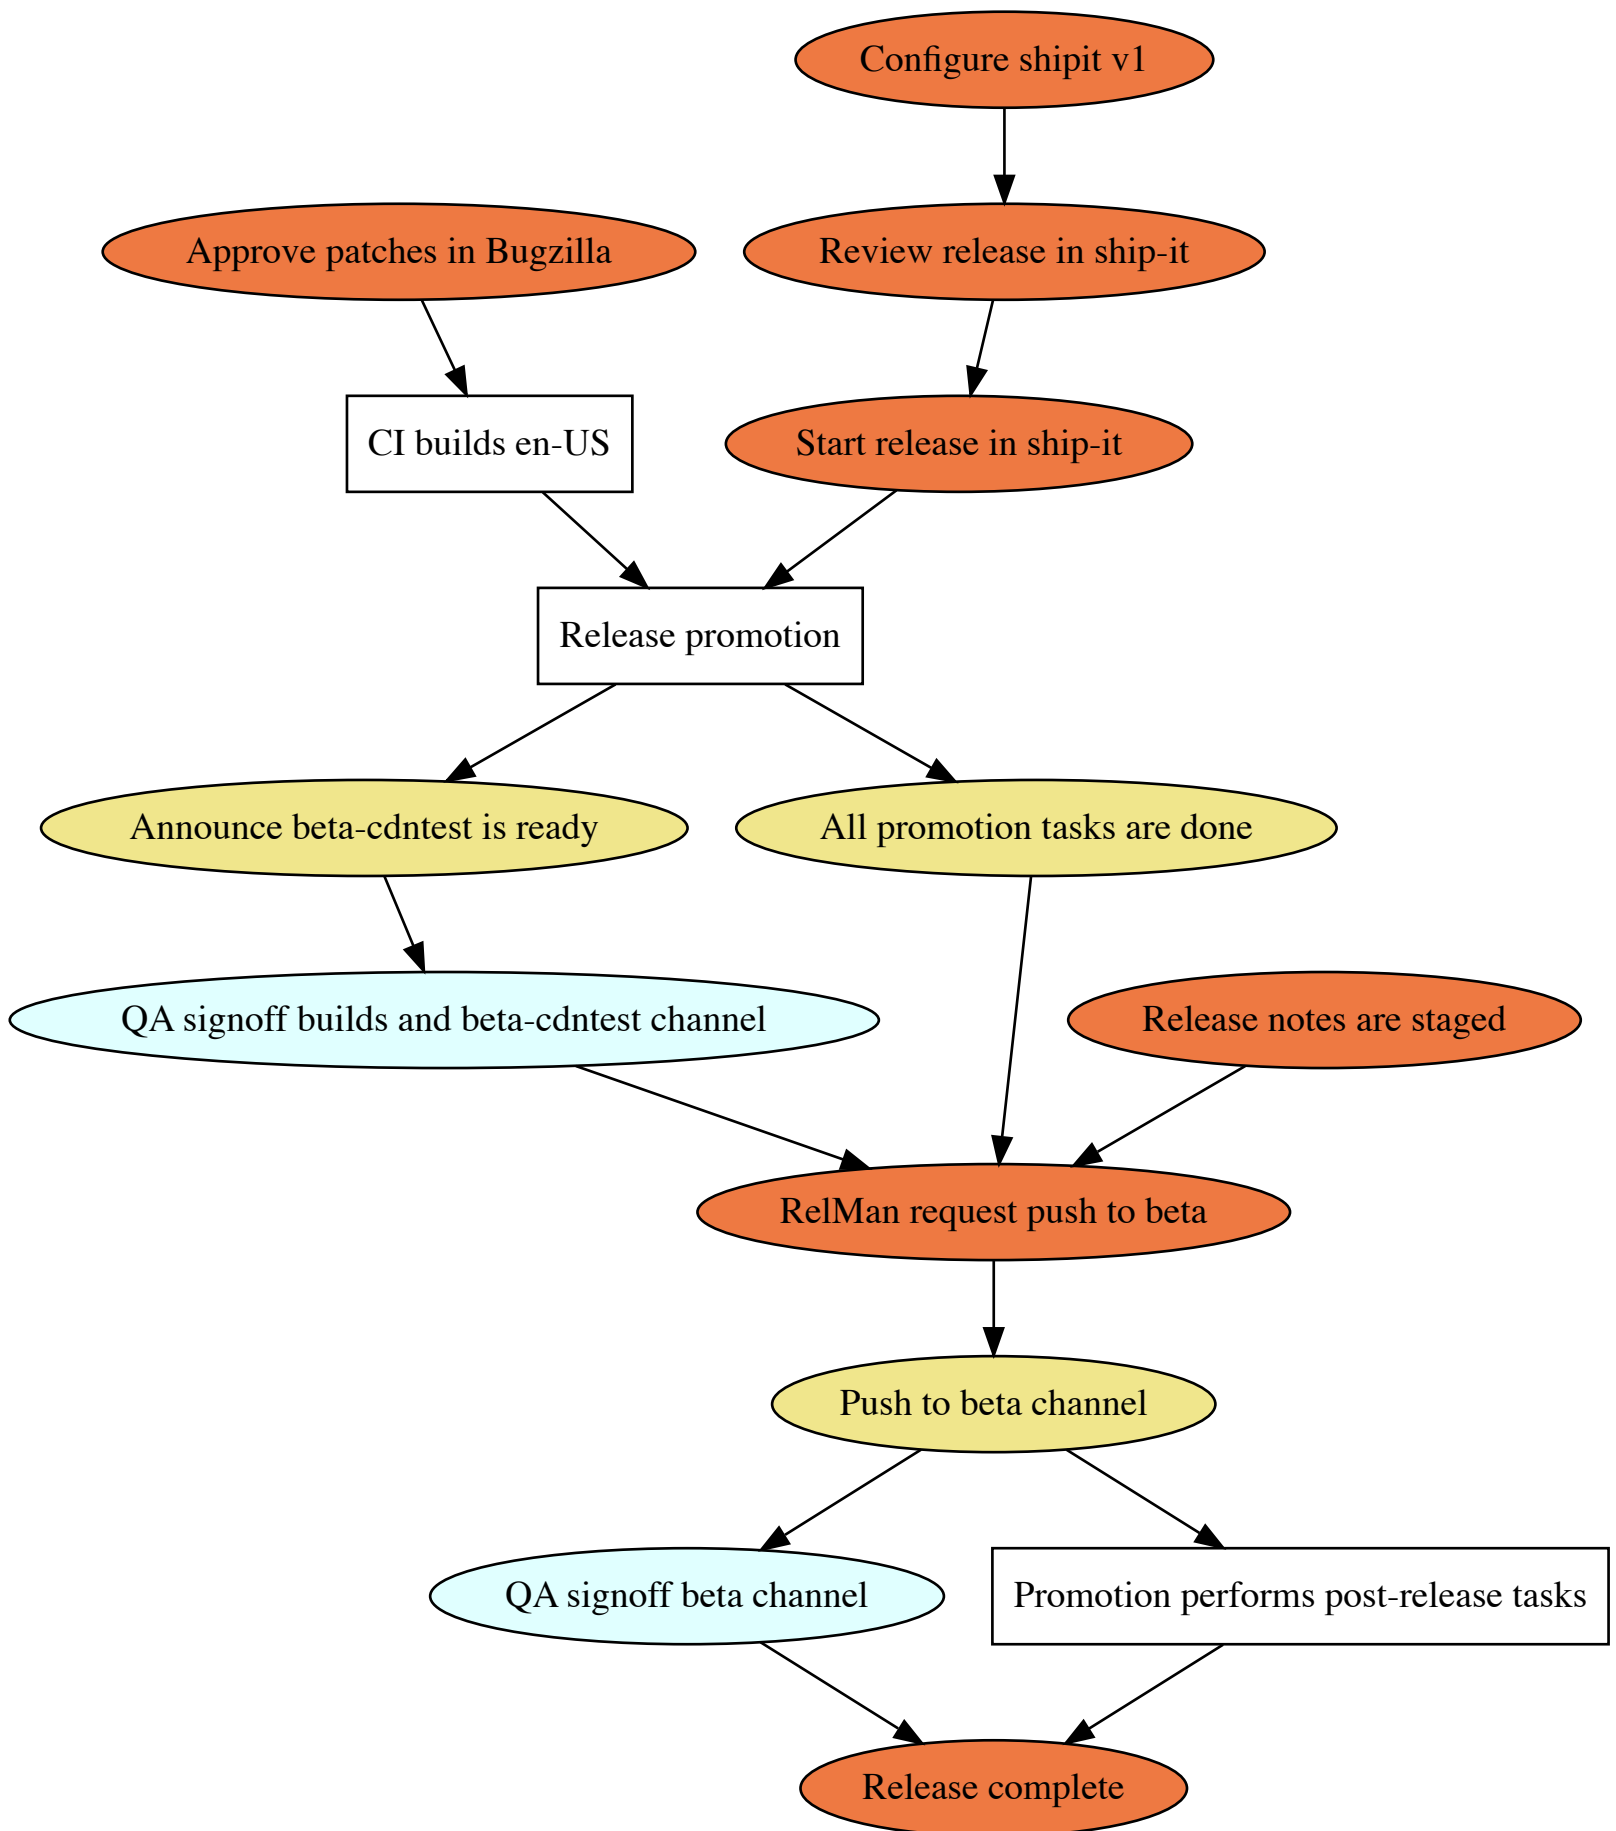 Configure shipit v1
Approve patches in Bugzilla
Review release in ship-it
CI builds en-US
Start release in ship-it
Release promotion
Announce beta-cdntest is ready
All promotion tasks are done
QA signoff builds and beta-cdntest channel
Release notes are staged
RelMan request push to beta
Push to beta channel
QA signoff beta channel
Promotion performs post-release tasks
Release complete